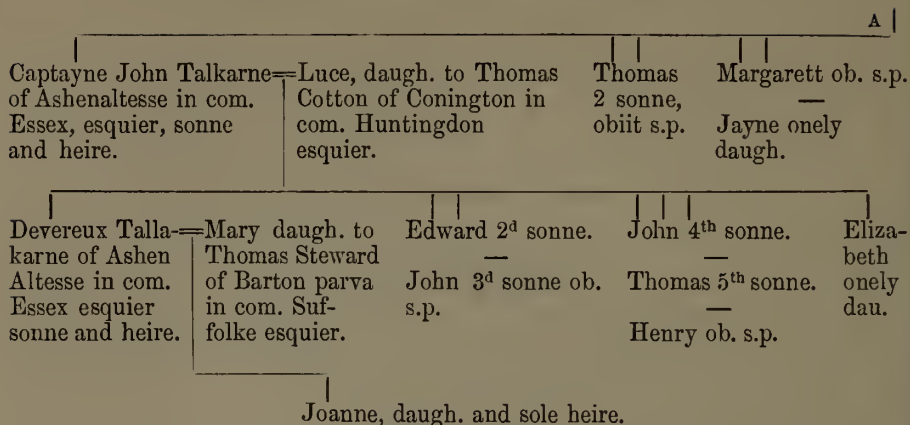 A
Captayne John Talkarne=Luce, daugh. to Thomas
of Ashenaltesse in com.
Essex, esquier, sonne
and heire.
Cotton of Conington in
com. Huntingdon
esquier.
Thomas
2 sonne,
obiit s.p.
Margarett ob. s.p.
—
Jayne onely
daugh.
Devereux Talla-=Mary daugh. to
karne of Ashen
Altesse in com.
Essex esquier
sonne and heire.
Thomas Steward
of Barton parva
in com. Suf-
folke esquier.
Edward 2d sonne.
—
John 3d sonne ob.
s.p.
John 4th sonne.
—
Thomas 5th sonne.
—
Henry ob. s.p.
Eliza-
beth
onely
dau.
Joanne, daugh. and sole heire.